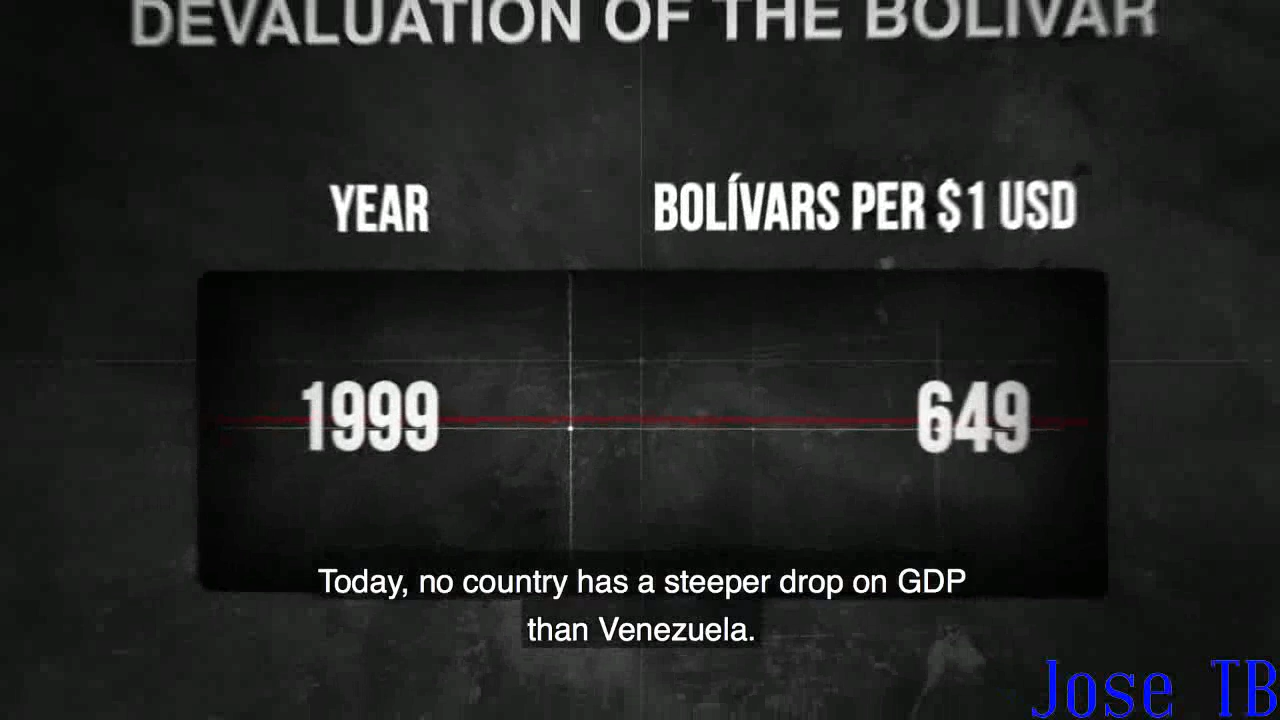 DEVALUATION OF THE BOLÍVAR
YEAR BOLÍVARS PER $1 USD
1999 649
Today, no country has a steeper drop on GDP
than Venezuela.
Jose TB